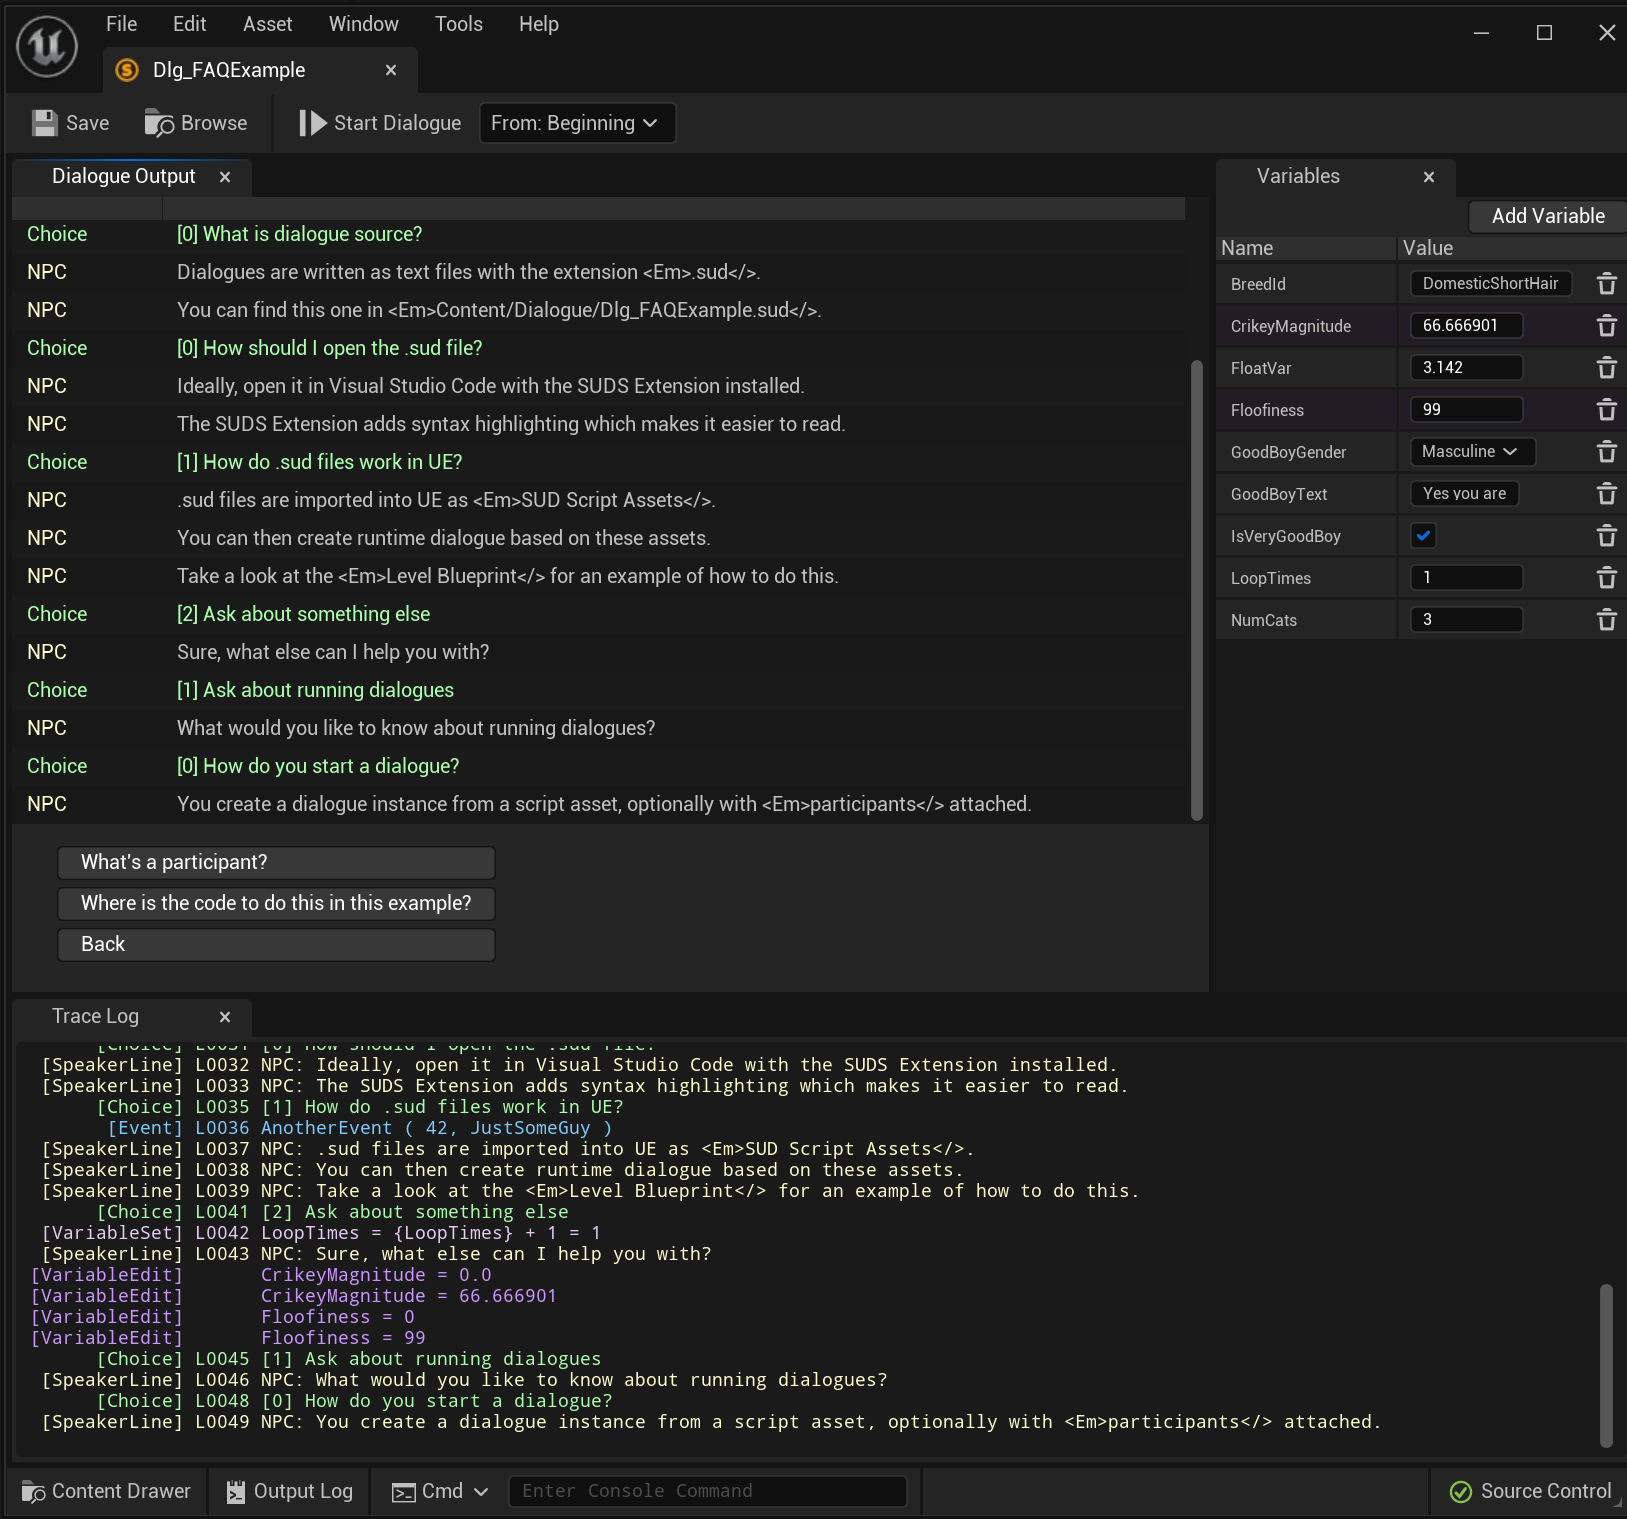 File Edit Asset Window Tools Help
Dlg_FAQExample
Save Browse Start Dialogue From: Beginning
Dialogue Output
Choice [0] What is dialogue source?
NPC Dialogues are written as text files with the extension <Em>.sud</>.
NPC You can find this one in <Em>Content/Dialogue/Dlg_FAQExample.sud</>.
Choice [0] How should I open the .sud file?
NPC Ideally, open it in Visual Studio Code with the SUDS Extension installed.
NPC The SUDS Extension adds syntax highlighting which makes it easier to read.
Choice [1] How do .sud files work in UE?
NPC .sud files are imported into UE as <Em>SUD Script Assets</>.
NPC You can then create runtime dialogue based on these assets.
NPC Take a look at the <Em>Level Blueprint</> for an example of how to do this.
Choice [2] Ask about something else
NPC Sure, what else can I help you with?
Choice [1] Ask about running dialogues
NPC What would you like to know about running dialogues?
Choice [0] How do you start a dialogue?
NPC You create a dialogue instance from a script asset, optionally with <Em>participants</> attached.
What's a participant?
Where is the code to do this in this example?
Back
Variables
Add Variable
Name Value
BreedId DomesticShortHair
CrikeyMagnitude 66.666901
FloatVar 3.142
Floofiness 99
GoodBoyGender Masculine
GoodBoyText Yes you are
IsVeryGoodBoy
LoopTimes 1
NumCats 3
Trace Log
[Choice] L0031 [0] How should I open the .sud file?
[SpeakerLine] L0032 NPC: Ideally, open it in Visual Studio Code with the SUDS Extension installed.
[SpeakerLine] L0033 NPC: The SUDS Extension adds syntax highlighting which makes it easier to read.
[Choice] L0035 [1] How do .sud files work in UE?
[Event] L0036 AnotherEvent ( 42, JustSomeGuy )
[SpeakerLine] L0037 NPC: .sud files are imported into UE as <Em>SUD Script Assets</>.
[SpeakerLine] L0038 NPC: You can then create runtime dialogue based on these assets.
[SpeakerLine] L0039 NPC: Take a look at the <Em>Level Blueprint</> for an example of how to do this.
[Choice] L0041 [2] Ask about something else
[VariableSet] L0042 LoopTimes = {LoopTimes} + 1 = 1
[SpeakerLine] L0043 NPC: Sure, what else can I help you with?
[VariableEdit] CrikeyMagnitude = 0.0
[VariableEdit] CrikeyMagnitude = 66.666901
[VariableEdit] Floofiness = 0
[VariableEdit] Floofiness = 99
[Choice] L0045 [1] Ask about running dialogues
[SpeakerLine] L0046 NPC: What would you like to know about running dialogues?
[Choice] L0048 [0] How do you start a dialogue?
[SpeakerLine] L0049 NPC: You create a dialogue instance from a script asset, optionally with <Em>participants</> attached.
Content Drawer Output Log Cmd Enter Console Command Source Control